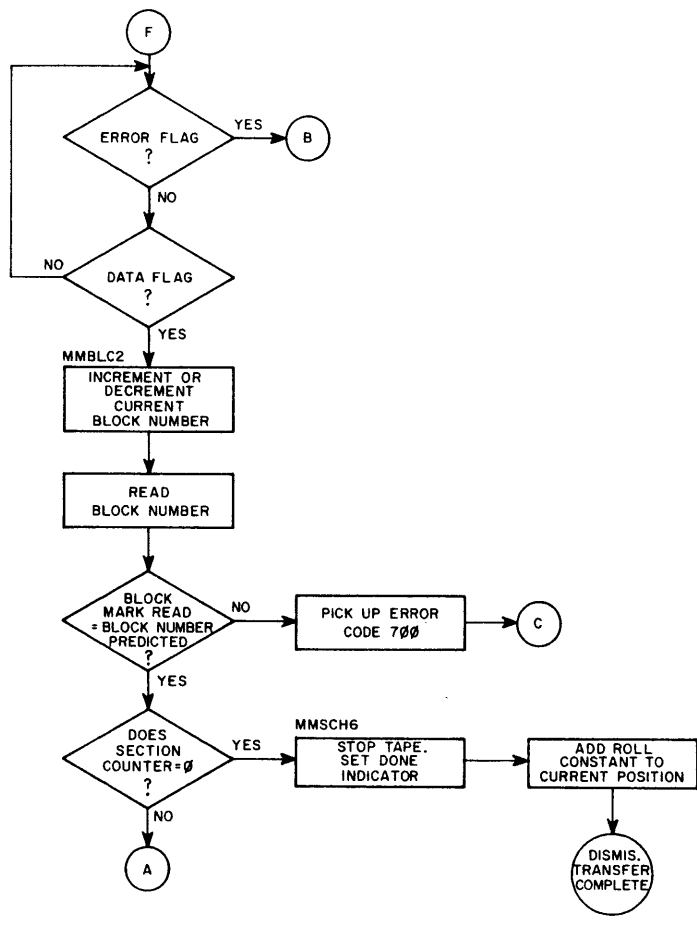 F
ERROR FLAG
?
YES
B
NO
DATA FLAG
?
NO
YES
MMBLC2
INCREMENT OR
DECREMENT
CURRENT
BLOCK NUMBER
READ
BLOCK NUMBER
BLOCK
MARK READ
= BLOCK NUMBER
PREDICTED
?
NO
PICK UP ERROR
CODE 7ØØ
C
YES
DOES
SECTION
COUNTER=Ø
?
YES
MMSCH6
STOP TAPE.
SET DONE
INDICATOR
ADD ROLL
CONSTANT TO
CURRENT POSITION
NO
A
DISMIS.
TRANSFER
COMPLETE